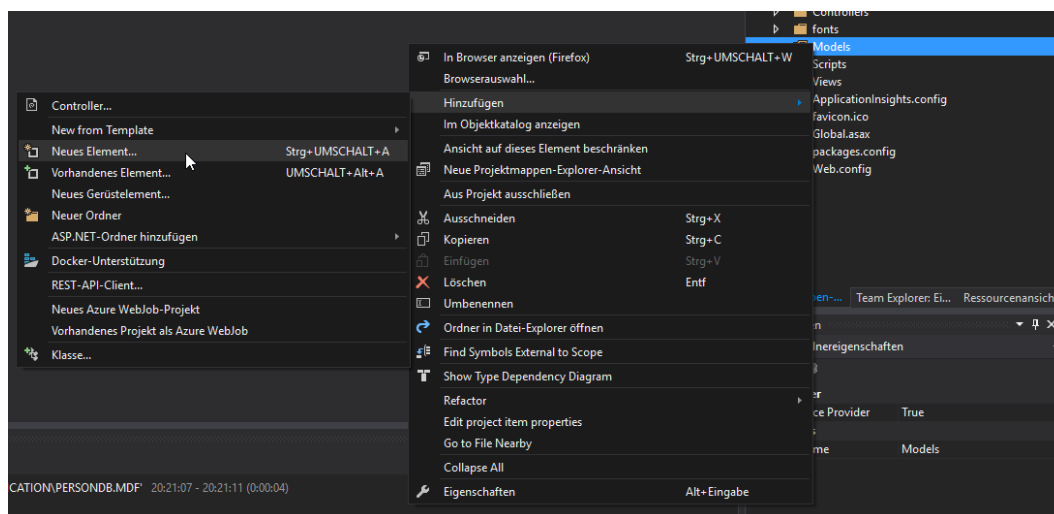 Controllers
fonts
Models
Scripts
Views
ApplicationInsights.config
favicon.ico
Global.asax
packages.config
Web.config
In Browser anzeigen (Firefox) Strg+UMSCHALT+W
Browserauswahl...
Hinzufügen
Im Objektkatalog anzeigen
Ansicht auf dieses Element beschränken
Neue Projektmappen-Explorer-Ansicht
Aus Projekt ausschließen
Ausschneiden Strg+X
Kopieren Strg+C
Einfügen Strg+V
Löschen Entf
Umbenennen
Ordner in Datei-Explorer öffnen
Find Symbols External to Scope
Show Type Dependency Diagram
Refactor
Edit project item properties
Go to File Nearby
Collapse All
Eigenschaften Alt+Eingabe
Controller...
New from Template
Neues Element... Strg+UMSCHALT+A
Vorhandenes Element... UMSCHALT+Alt+A
Neues Gerüstelement...
Neuer Ordner
ASP.NET-Ordner hinzufügen
Docker-Unterstützung
REST-API-Client...
Neues Azure WebJob-Projekt
Vorhandenes Projekt als Azure WebJob
Klasse...
en-... Team Explorer: Ei... Ressourcenansich
n
lnereigenschaften
er
ce Provider True
s
me Models
CATION\PERSONDB.MDF' 20:21:07 - 20:21:11 (0:00:04)